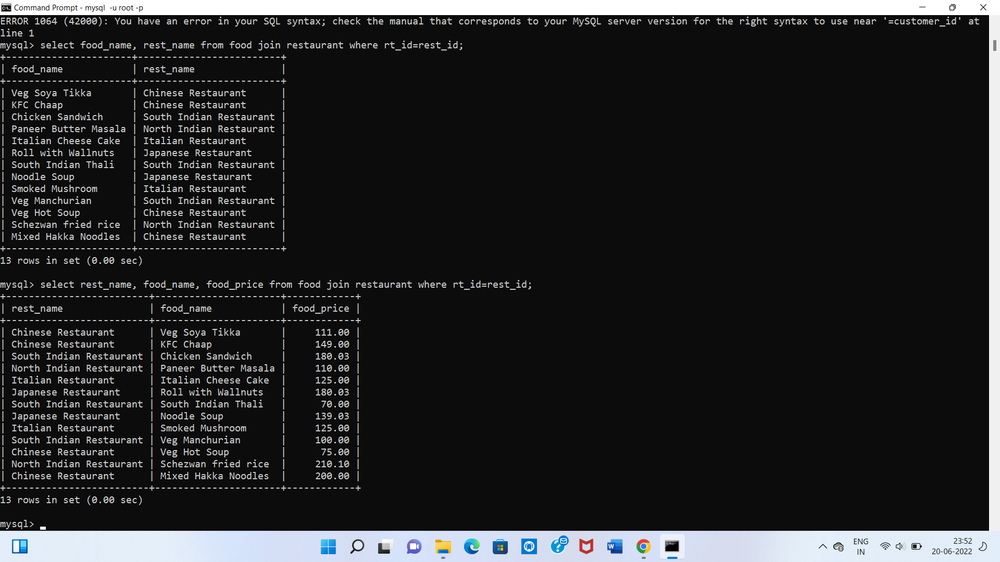 Command Prompt - mysql  -u root -p
ERROR 1064 (42000): You have an error in your SQL syntax; check the manual that corresponds to your MySQL server version for the right syntax to use near '=customer_id' at
line 1
mysql> select food_name, rest_name from food join restaurant where rt_id=rest_id;
+----------------------+-------------------------+
| food_name            | rest_name               |
+----------------------+-------------------------+
| Veg Soya Tikka       | Chinese Restaurant      |
| KFC Chaap            | Chinese Restaurant      |
| Chicken Sandwich     | South Indian Restaurant |
| Paneer Butter Masala | North Indian Restaurant |
| Italian Cheese Cake  | Italian Restaurant      |
| Roll with Wallnuts   | Japanese Restaurant     |
| South Indian Thali   | South Indian Restaurant |
| Noodle Soup          | Japanese Restaurant     |
| Smoked Mushroom      | Italian Restaurant      |
| Veg Manchurian       | South Indian Restaurant |
| Veg Hot Soup         | Chinese Restaurant      |
| Schezwan fried rice  | North Indian Restaurant |
| Mixed Hakka Noodles  | Chinese Restaurant      |
+----------------------+-------------------------+
13 rows in set (0.00 sec)
mysql> select rest_name, food_name, food_price from food join restaurant where rt_id=rest_id;
+-------------------------+----------------------+------------+
| rest_name               | food_name            | food_price |
+-------------------------+----------------------+------------+
| Chinese Restaurant      | Veg Soya Tikka       |     111.00 |
| Chinese Restaurant      | KFC Chaap            |     149.00 |
| South Indian Restaurant | Chicken Sandwich     |     180.03 |
| North Indian Restaurant | Paneer Butter Masala |     110.00 |
| Italian Restaurant      | Italian Cheese Cake  |     125.00 |
| Japanese Restaurant     | Roll with Wallnuts   |     180.03 |
| South Indian Restaurant | South Indian Thali   |      70.00 |
| Japanese Restaurant     | Noodle Soup          |     139.03 |
| Italian Restaurant      | Smoked Mushroom      |     125.00 |
| South Indian Restaurant | Veg Manchurian       |     100.00 |
| Chinese Restaurant      | Veg Hot Soup         |      75.00 |
| North Indian Restaurant | Schezwan fried rice  |     210.10 |
| Chinese Restaurant      | Mixed Hakka Noodles  |     200.00 |
+-------------------------+----------------------+------------+
13 rows in set (0.00 sec)
mysql>
ENG
IN
23:52
20-06-2022